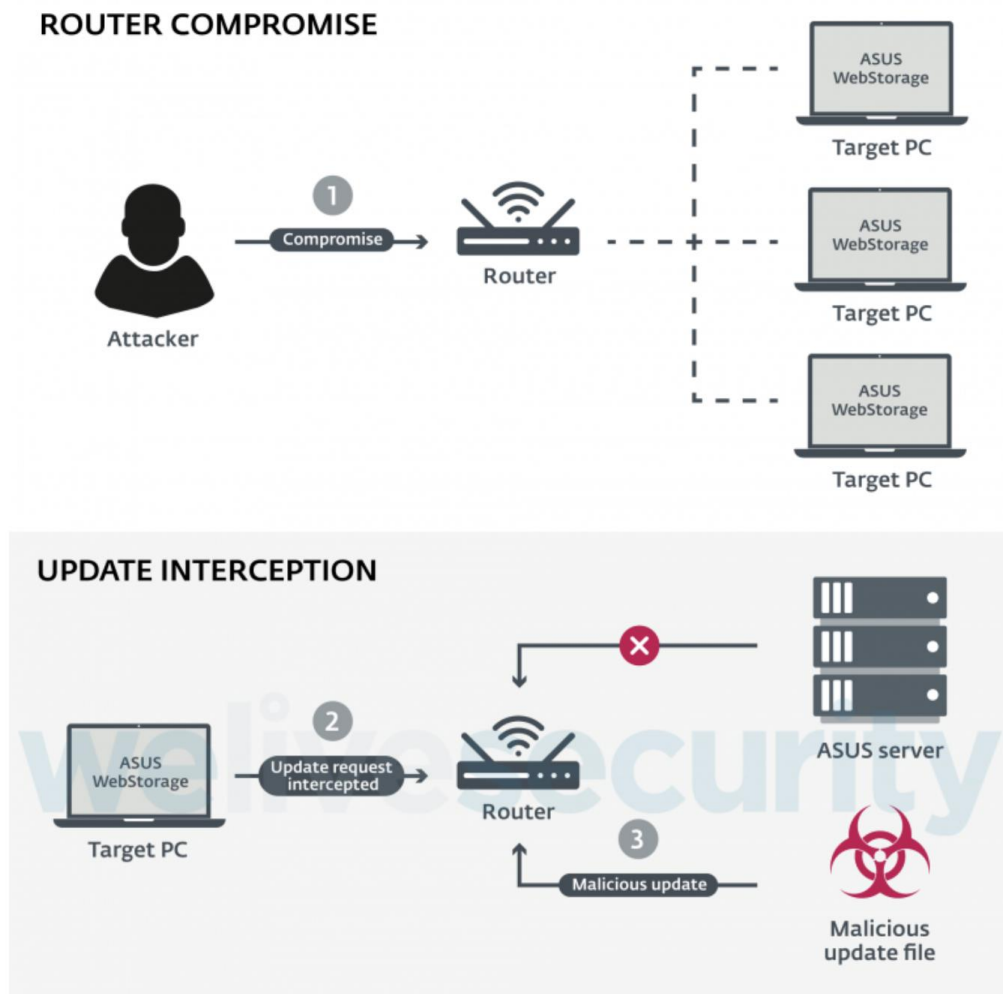 ROUTER COMPROMISE
ASUS
WebStorage
Target PC
1
Compromise
Attacker
Router
ASUS
WebStorage
Target PC
ASUS
WebStorage
Target PC
UPDATE INTERCEPTION
ASUS server
2
ASUS
WebStorage
Target PC
Update request
intercepted
Router
welivesecurity
3
Malicious update
Malicious
update file